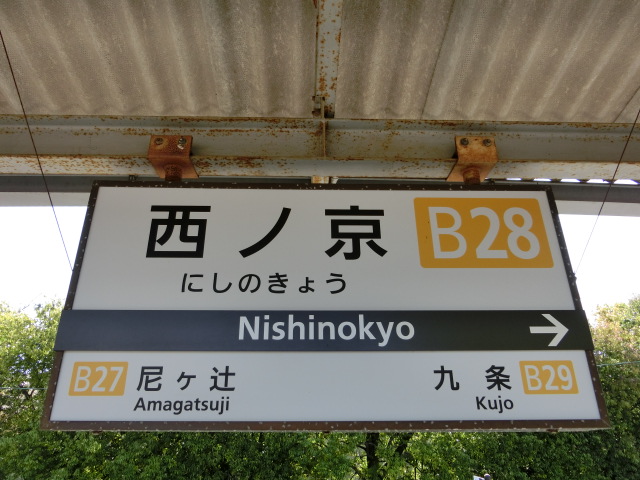 西ノ京 B28
にしのきょう
Nishinokyo →
B27 尼ヶ辻 九条 B29
Amagatsuji Kujo